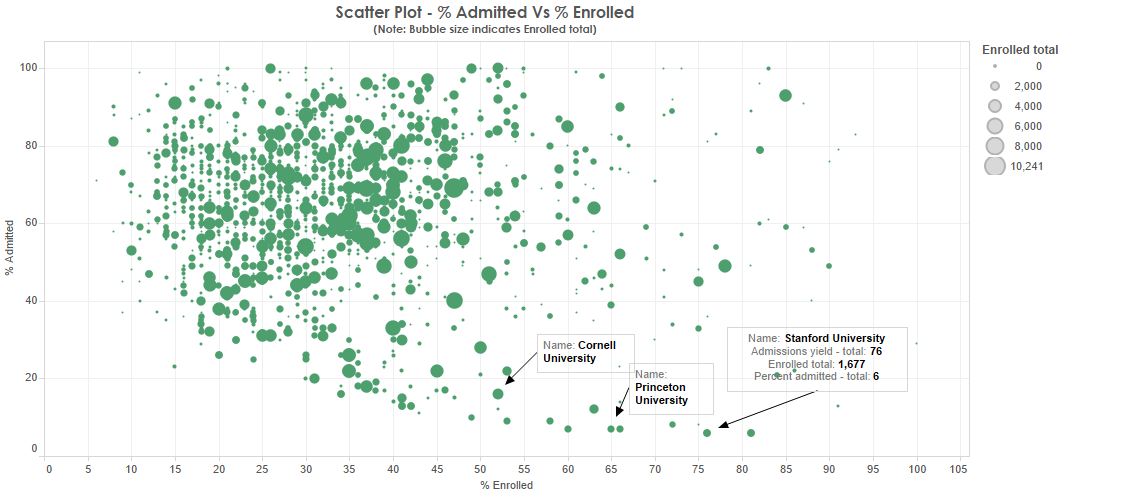 Scatter Plot - % Admitted Vs % Enrolled
(Note: Bubble size indicates Enrolled total)
Enrolled total
0
2,000
4,000
6,000
8,000
10,241
% Admitted
100
80
60
40
20
0
Name: Cornell
University
Name:
Princeton
University
Name: Stanford University
Admissions yield - total: 76
Enrolled total: 1,677
Percent admitted - total: 6
0 5 10 15 20 25 30 35 40 45 50 55 60 65 70 75 80 85 90 95 100 105
% Enrolled